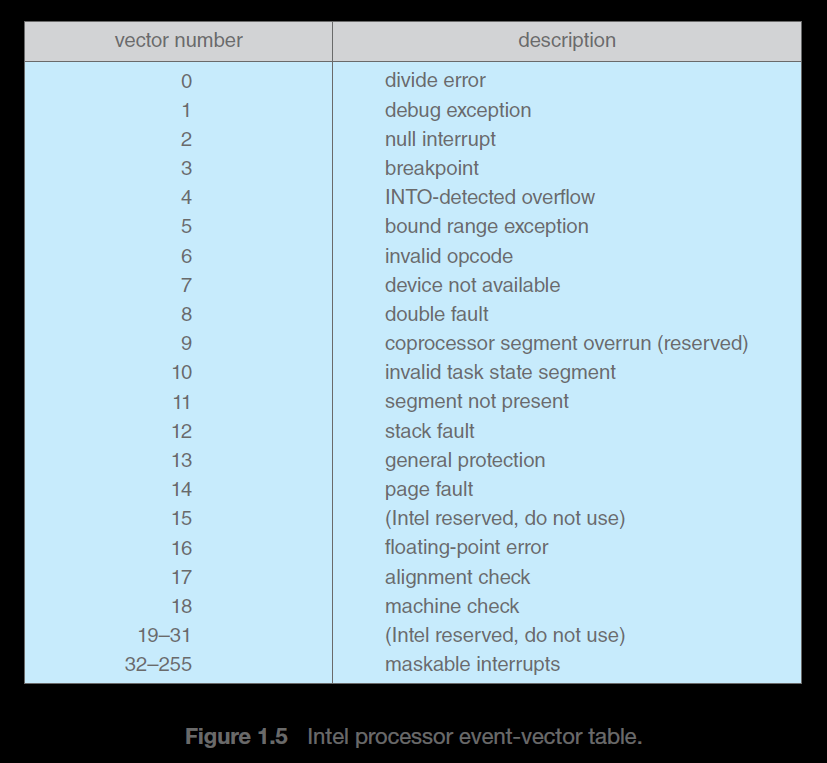 vector number description
0 divide error
1 debug exception
2 null interrupt
3 breakpoint
4 INTO-detected overflow
5 bound range exception
6 invalid opcode
7 device not available
8 double fault
9 coprocessor segment overrun (reserved)
10 invalid task state segment
11 segment not present
12 stack fault
13 general protection
14 page fault
15 (Intel reserved, do not use)
16 floating-point error
17 alignment check
18 machine check
19–31 (Intel reserved, do not use)
32–255 maskable interrupts
Figure 1.5 Intel processor event-vector table.